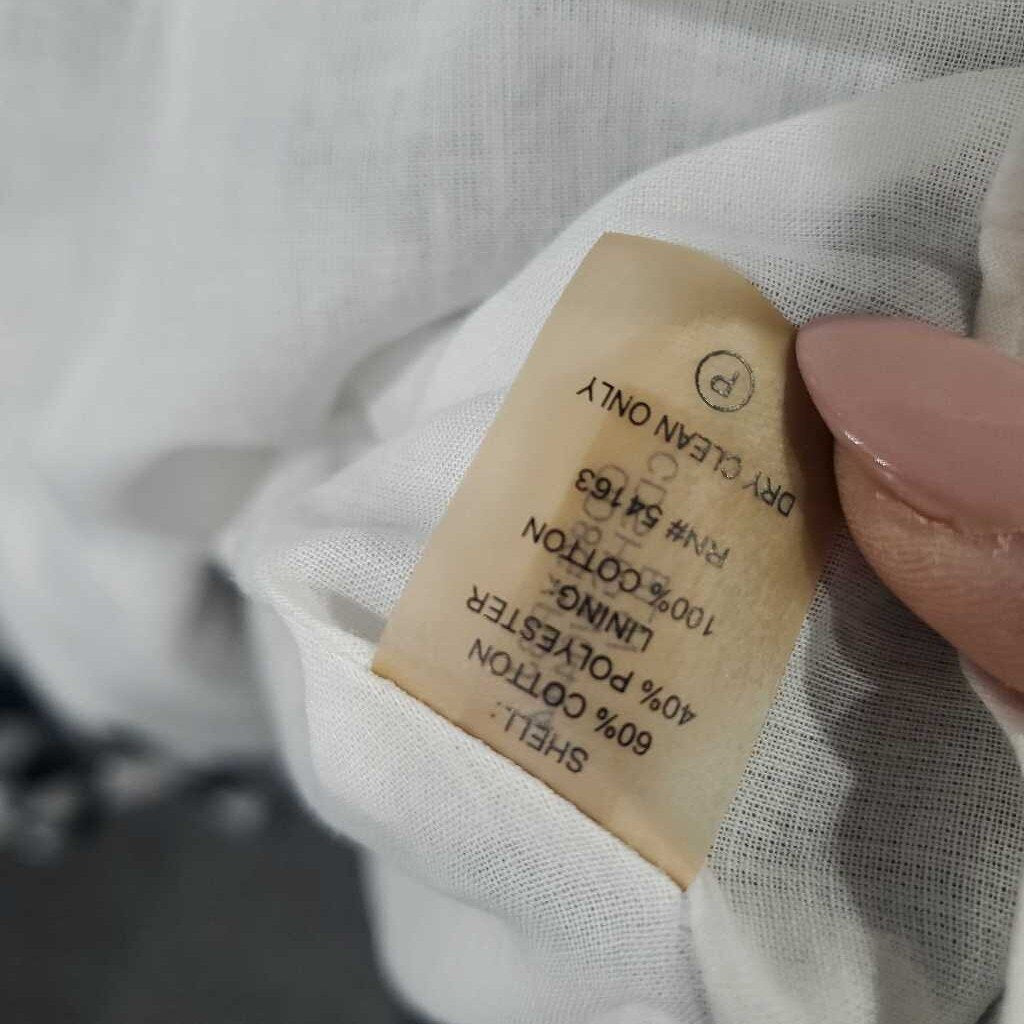 SHELL:
60% COTTON
40% POLYESTER
LINING:
100% COTTON
RN# 54163
DRY CLEAN ONLY
P